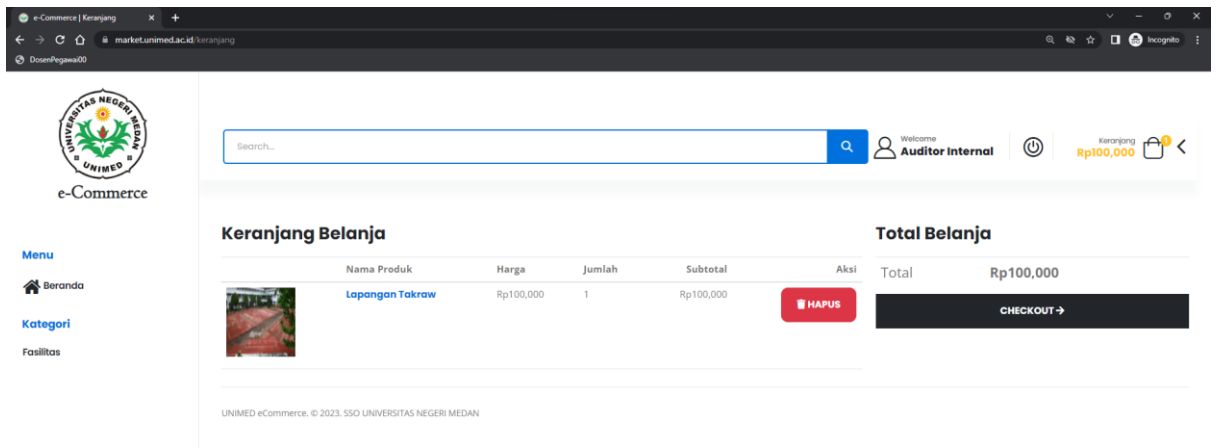 e-Commerce | Keranjang
market.unimed.ac.id/keranjang
Incognito
DosenPegawai00
UNIVERSITAS NEGERI MEDAN
UNIMED
e-Commerce
Search...
Welcome
Auditor Internal
Keranjang
Rp100,000
1
Menu
Beranda
Kategori
Fasilitas
Keranjang Belanja
Nama Produk Harga Jumlah Subtotal Aksi
Lapangan Takraw Rp100,000 1 Rp100,000 HAPUS
Total Belanja
Total Rp100,000
CHECKOUT→
UNIMED eCommerce. © 2023. SSO UNIVERSITAS NEGERI MEDAN